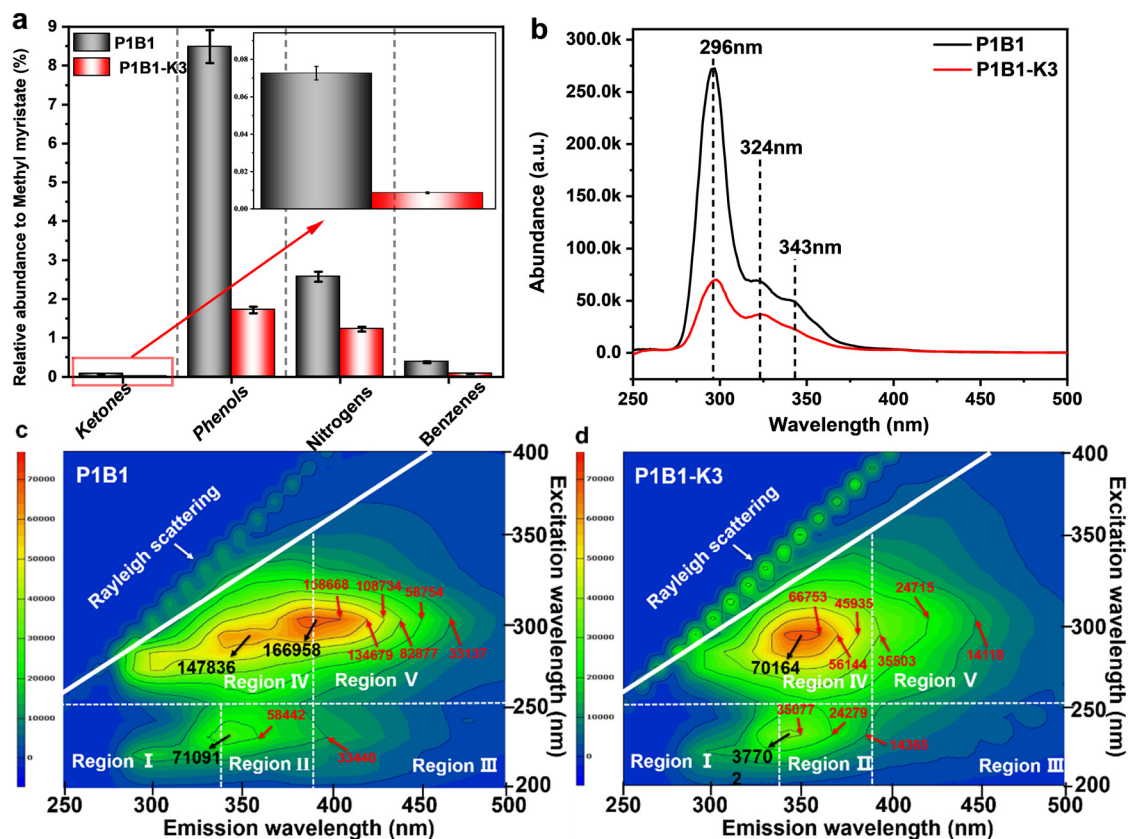 a
Relative abundance to Methyl myristate (%)
9
8
7
6
5
4
3
2
1
0
P1B1
P1B1-K3
0.08
0.06
0.04
0.02
0.00
Ketones
Phenols
Nitrogens
Benzenes
b
Abundance (a.u.)
300.0k
250.0k
200.0k
150.0k
100.0k
50.0k
0.0
296nm
324nm
343nm
P1B1
P1B1-K3
250
300
350
400
450
500
Wavelength (nm)
c
P1B1
70000
60000
50000
40000
30000
20000
10000
0
Rayleigh scattering
158668
108734
58754
147836
166958
134679
82877
33137
Region IV
Region V
58442
71091
33440
Region I
Region II
Region III
400
350
300
250
200
Excitation wavelength (nm)
250
300
350
400
450
500
Emission wavelength (nm)
d
P1B1-K3
70000
60000
50000
40000
30000
20000
10000
0
Rayleigh scattering
66753
45935
24715
70164
56144
35503
14116
Region IV
Region V
35077
24279
3770
2
14365
Region I
Region II
Region III
400
350
300
250
200
Excitation wavelength (nm)
250
300
350
400
450
500
Emission wavelength (nm)